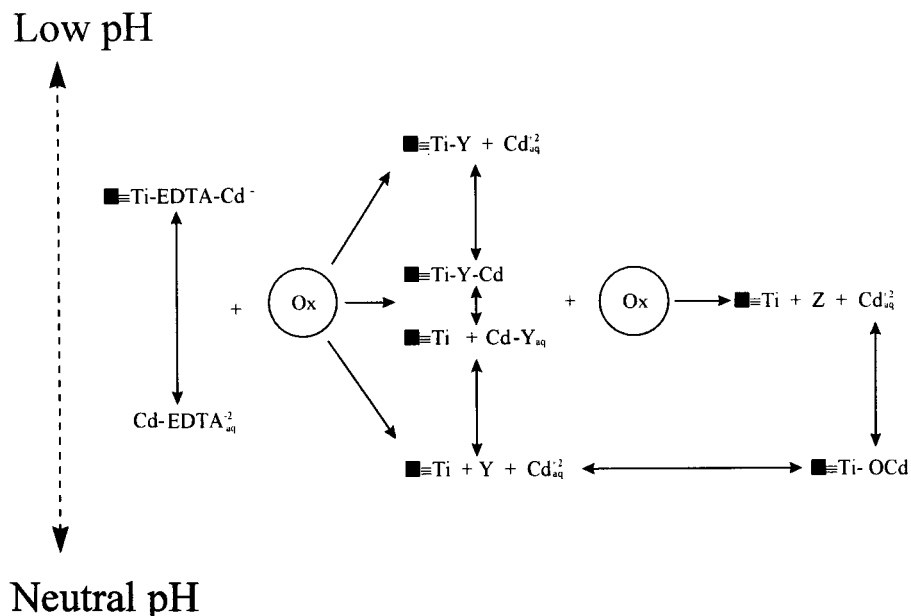 Low pH
■≡Ti-Y + Cd+2aq
■≡Ti-EDTA-Cd-
■≡Ti-Y-Cd
+ Ox + Ox ■≡Ti + Z + Cd+2aq
■≡Ti + Cd-Yaq
Cd-EDTA-2aq
■≡Ti + Y + Cd+2aq
■≡Ti- OCd
Neutral pH